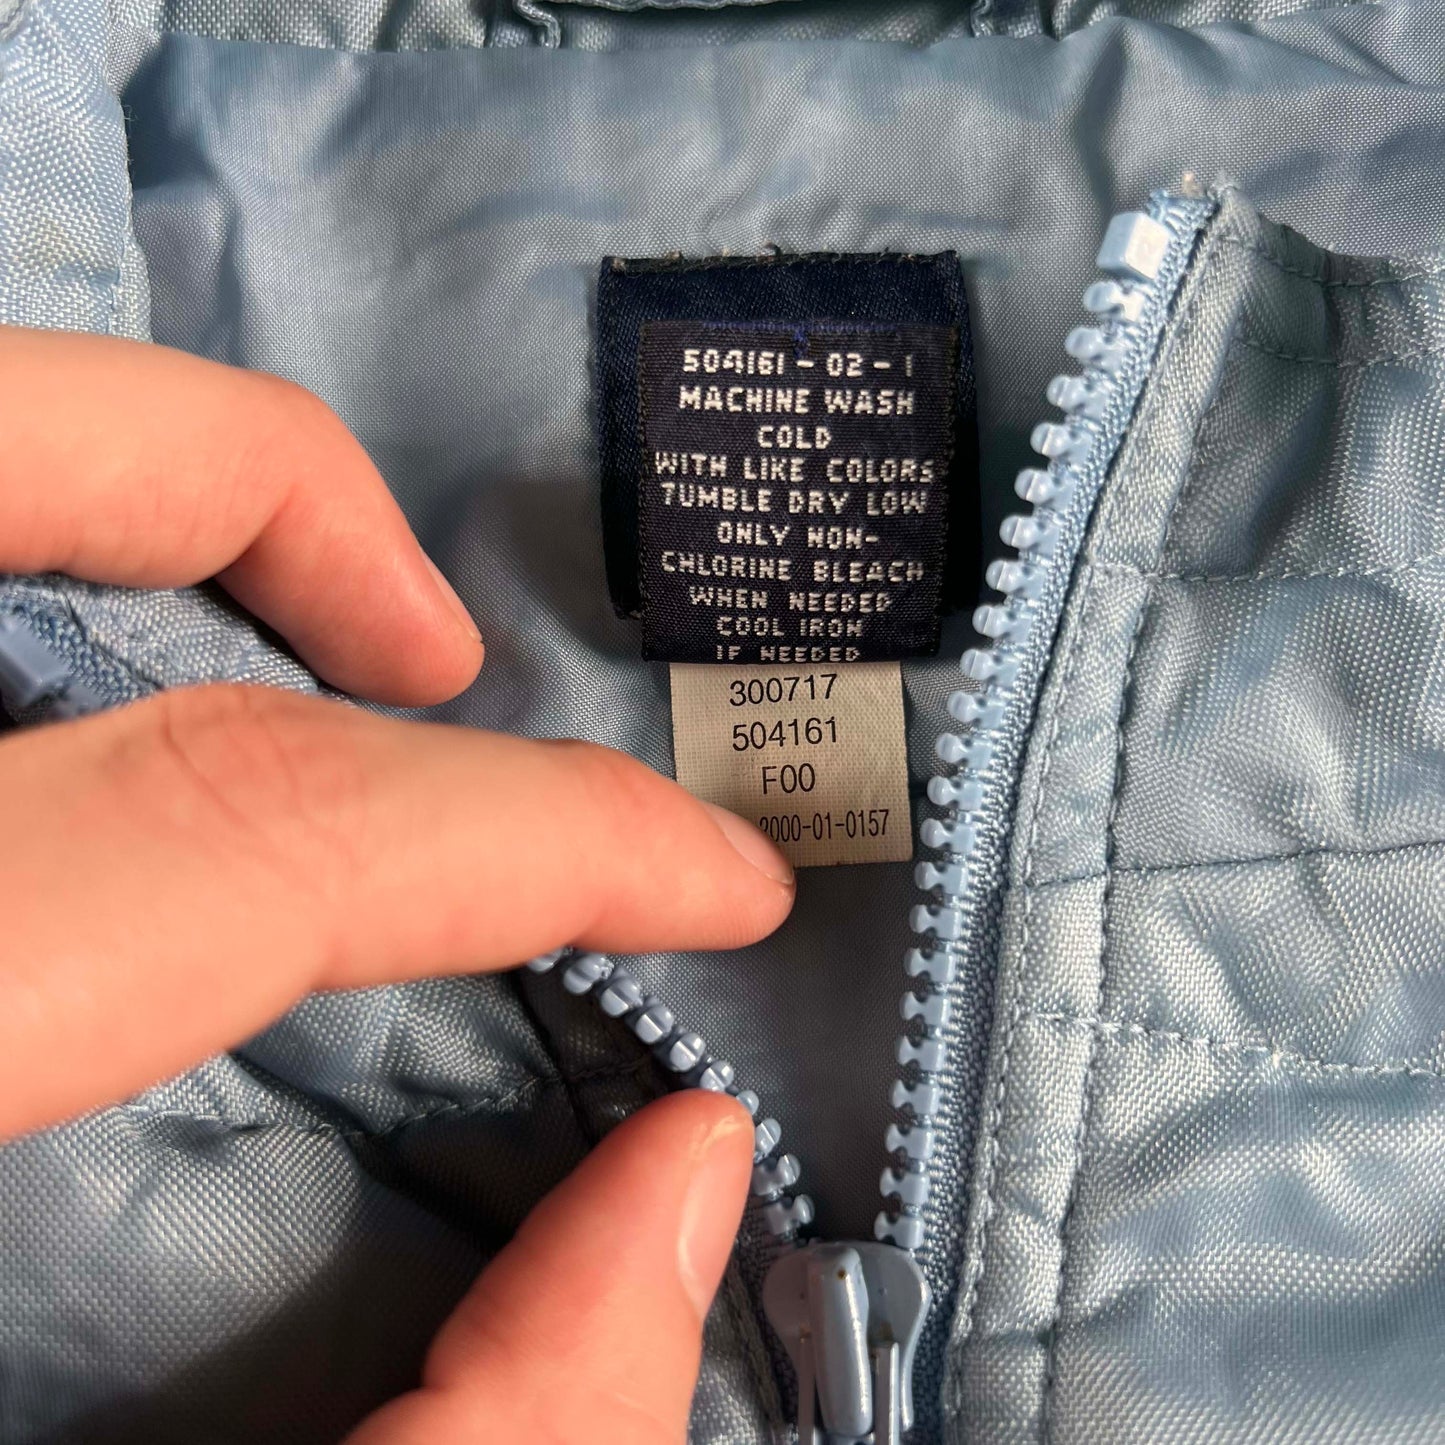 504161-02-1
MACHINE WASH
COLD
WITH LIKE COLORS
TUMBLE DRY LOW
ONLY NON-
CHLORINE BLEACH
WHEN NEEDED
COOL IRON
IF NEEDED
300717
504161
F00
2000-01-0157